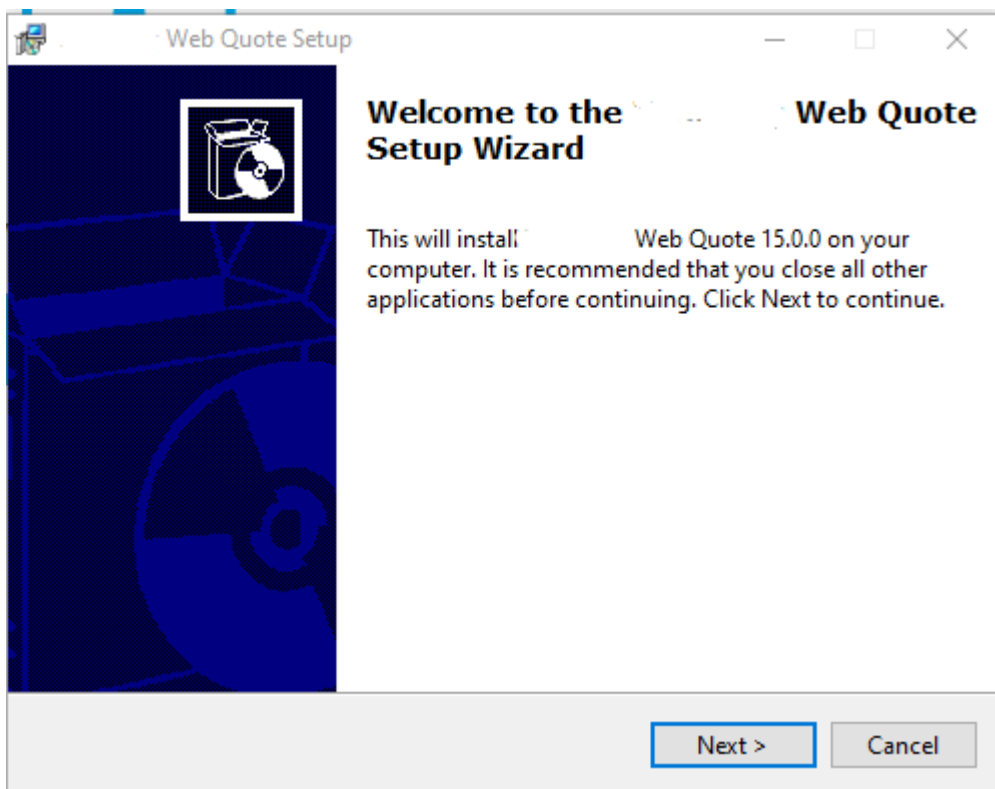 Web Quote Setup
Welcome to the Web Quote
Setup Wizard
This will install Web Quote 15.0.0 on your
computer. It is recommended that you close all other
applications before continuing. Click Next to continue.
Next >
Cancel